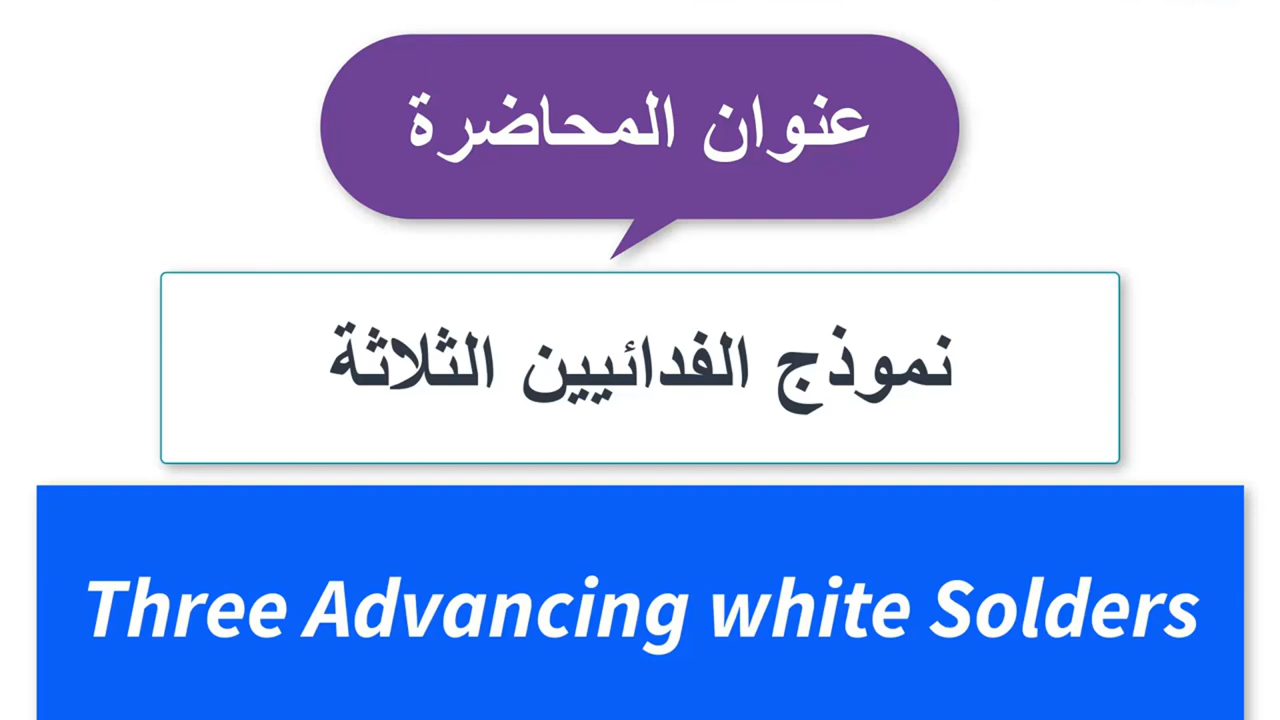 عنوان المحاضرة
نموذج الفدائيين الثلاثة
Three Advancing white Solders